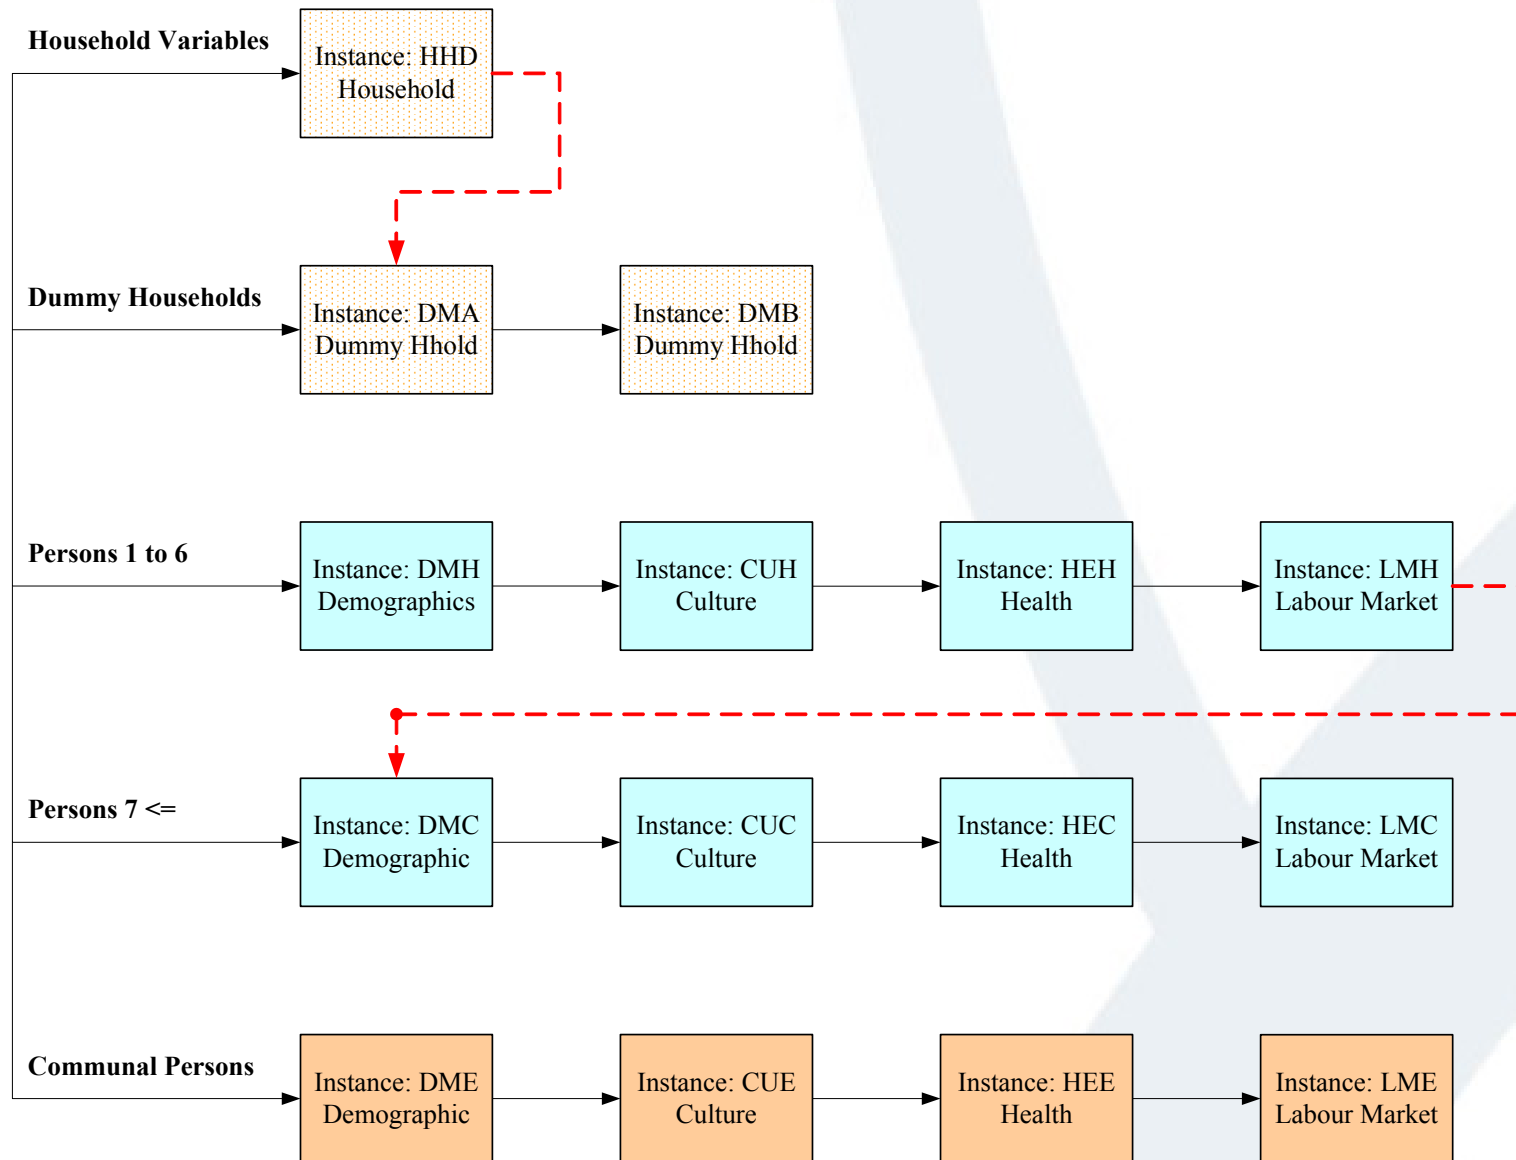 Household Variables
Instance: HHD
Household
Dummy Households
Instance: DMA
Dummy Hhold
Instance: DMB
Dummy Hhold
Persons 1 to 6
Instance: DMH
Demographics
Instance: CUH
Culture
Instance: HEH
Health
Instance: LMH
Labour Market
Persons 7 <=
Instance: DMC
Demographic
Instance: CUC
Culture
Instance: HEC
Health
Instance: LMC
Labour Market
Communal Persons
Instance: DME
Demographic
Instance: CUE
Culture
Instance: HEE
Health
Instance: LME
Labour Market